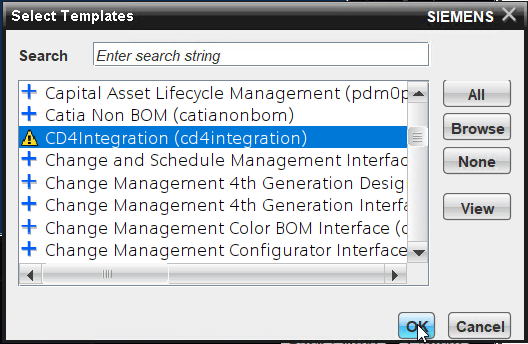 Select Templates SIEMENS
Search Enter search string
Capital Asset Lifecycle Management (pdm0p
Catia Non BOM (catianonbom)
CD4Integration (cd4integration)
Change and Schedule Management Interfac
Change Management 4th Generation Desig
Change Management 4th Generation Interfa
Change Management Color BOM Interface (c
Change Management Configurator Interface
All
Browse
None
View
OK
Cancel